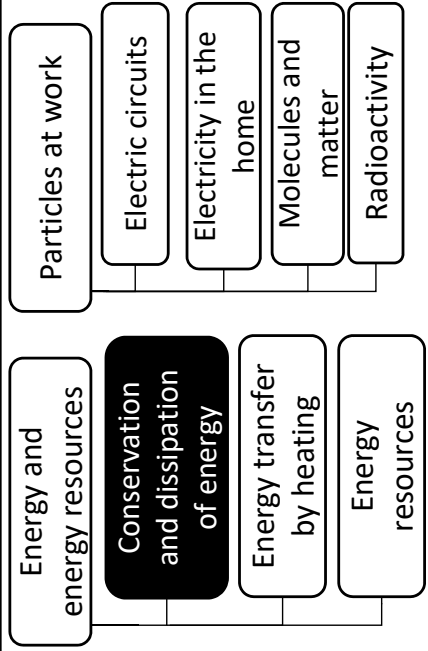 Energy and
energy resources
Conservation
and dissipation
of energy
Energy transfer
by heating
Energy
resources
Particles at work
Electric circuits
Electricity in the
home
Molecules and
matter
Radioactivity